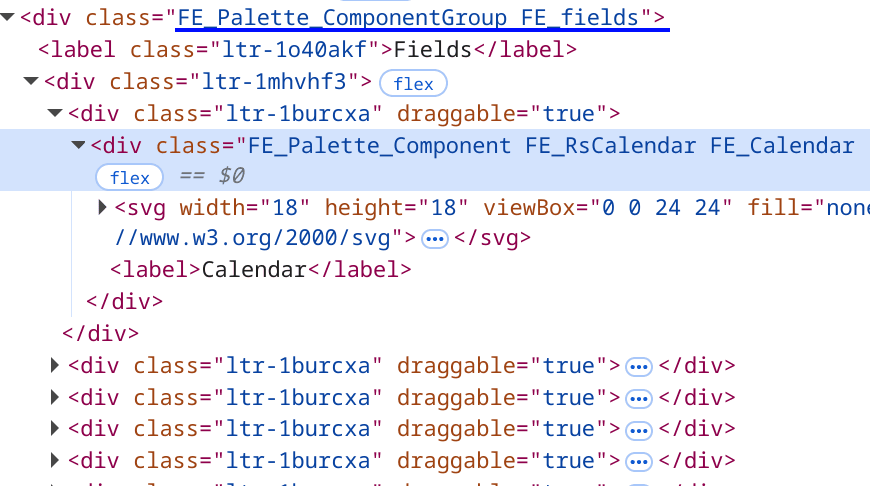 <div class="FE_Palette_ComponentGroup FE_fields">
<label class="ltr-1o40akf">Fields</label>
<div class="ltr-1mhvhf3"> flex
<div class="ltr-1burcxa" draggable="true">
<div class="FE_Palette_Component FE_RsCalendar FE_Calendar
flex == $0
<svg width="18" height="18" viewBox="0 0 24 24" fill="none
//www.w3.org/2000/svg"> ••• </svg>
<label>Calendar</label>
</div>
</div>
<div class="ltr-1burcxa" draggable="true"> ••• </div>
<div class="ltr-1burcxa" draggable="true"> ••• </div>
<div class="ltr-1burcxa" draggable="true"> ••• </div>
<div class="ltr-1burcxa" draggable="true"> ••• </div>